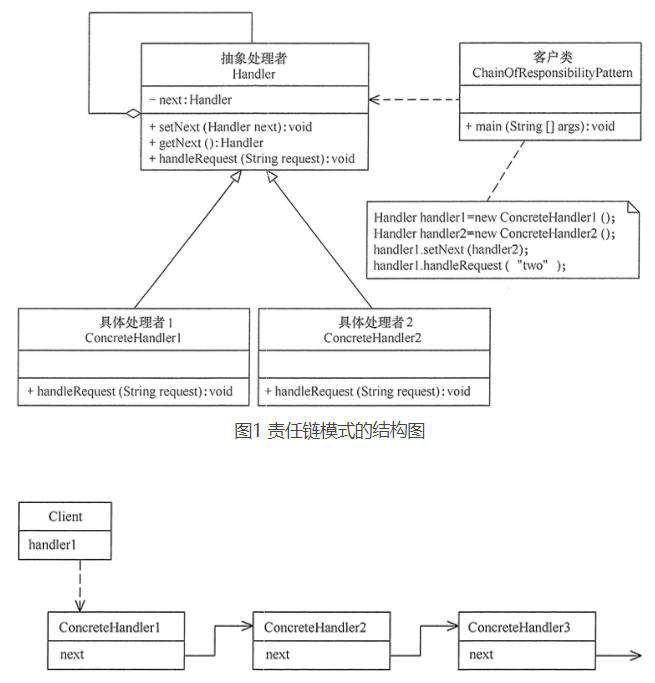 抽象处理者
Handler
− next:Handler
+ setNext (Handler next):void
+ getNext ():Handler
+ handleRequest (String request):void
客户类
ChainOfResponsibilityPattern
+ main (String [] args):void
Handler handler1=new ConcreteHandler1 ();
Handler handler2=new ConcreteHandler2 ();
handler1.setNext (handler2);
handler1.handleRequest ( "two" );
具体处理者1
ConcreteHandler1
+ handleRequest (String request):void
具体处理者2
ConcreteHandler2
+ handleRequest (String request):void
图1 责任链模式的结构图
Client
handler1
ConcreteHandler1
next
ConcreteHandler2
next
ConcreteHandler3
next